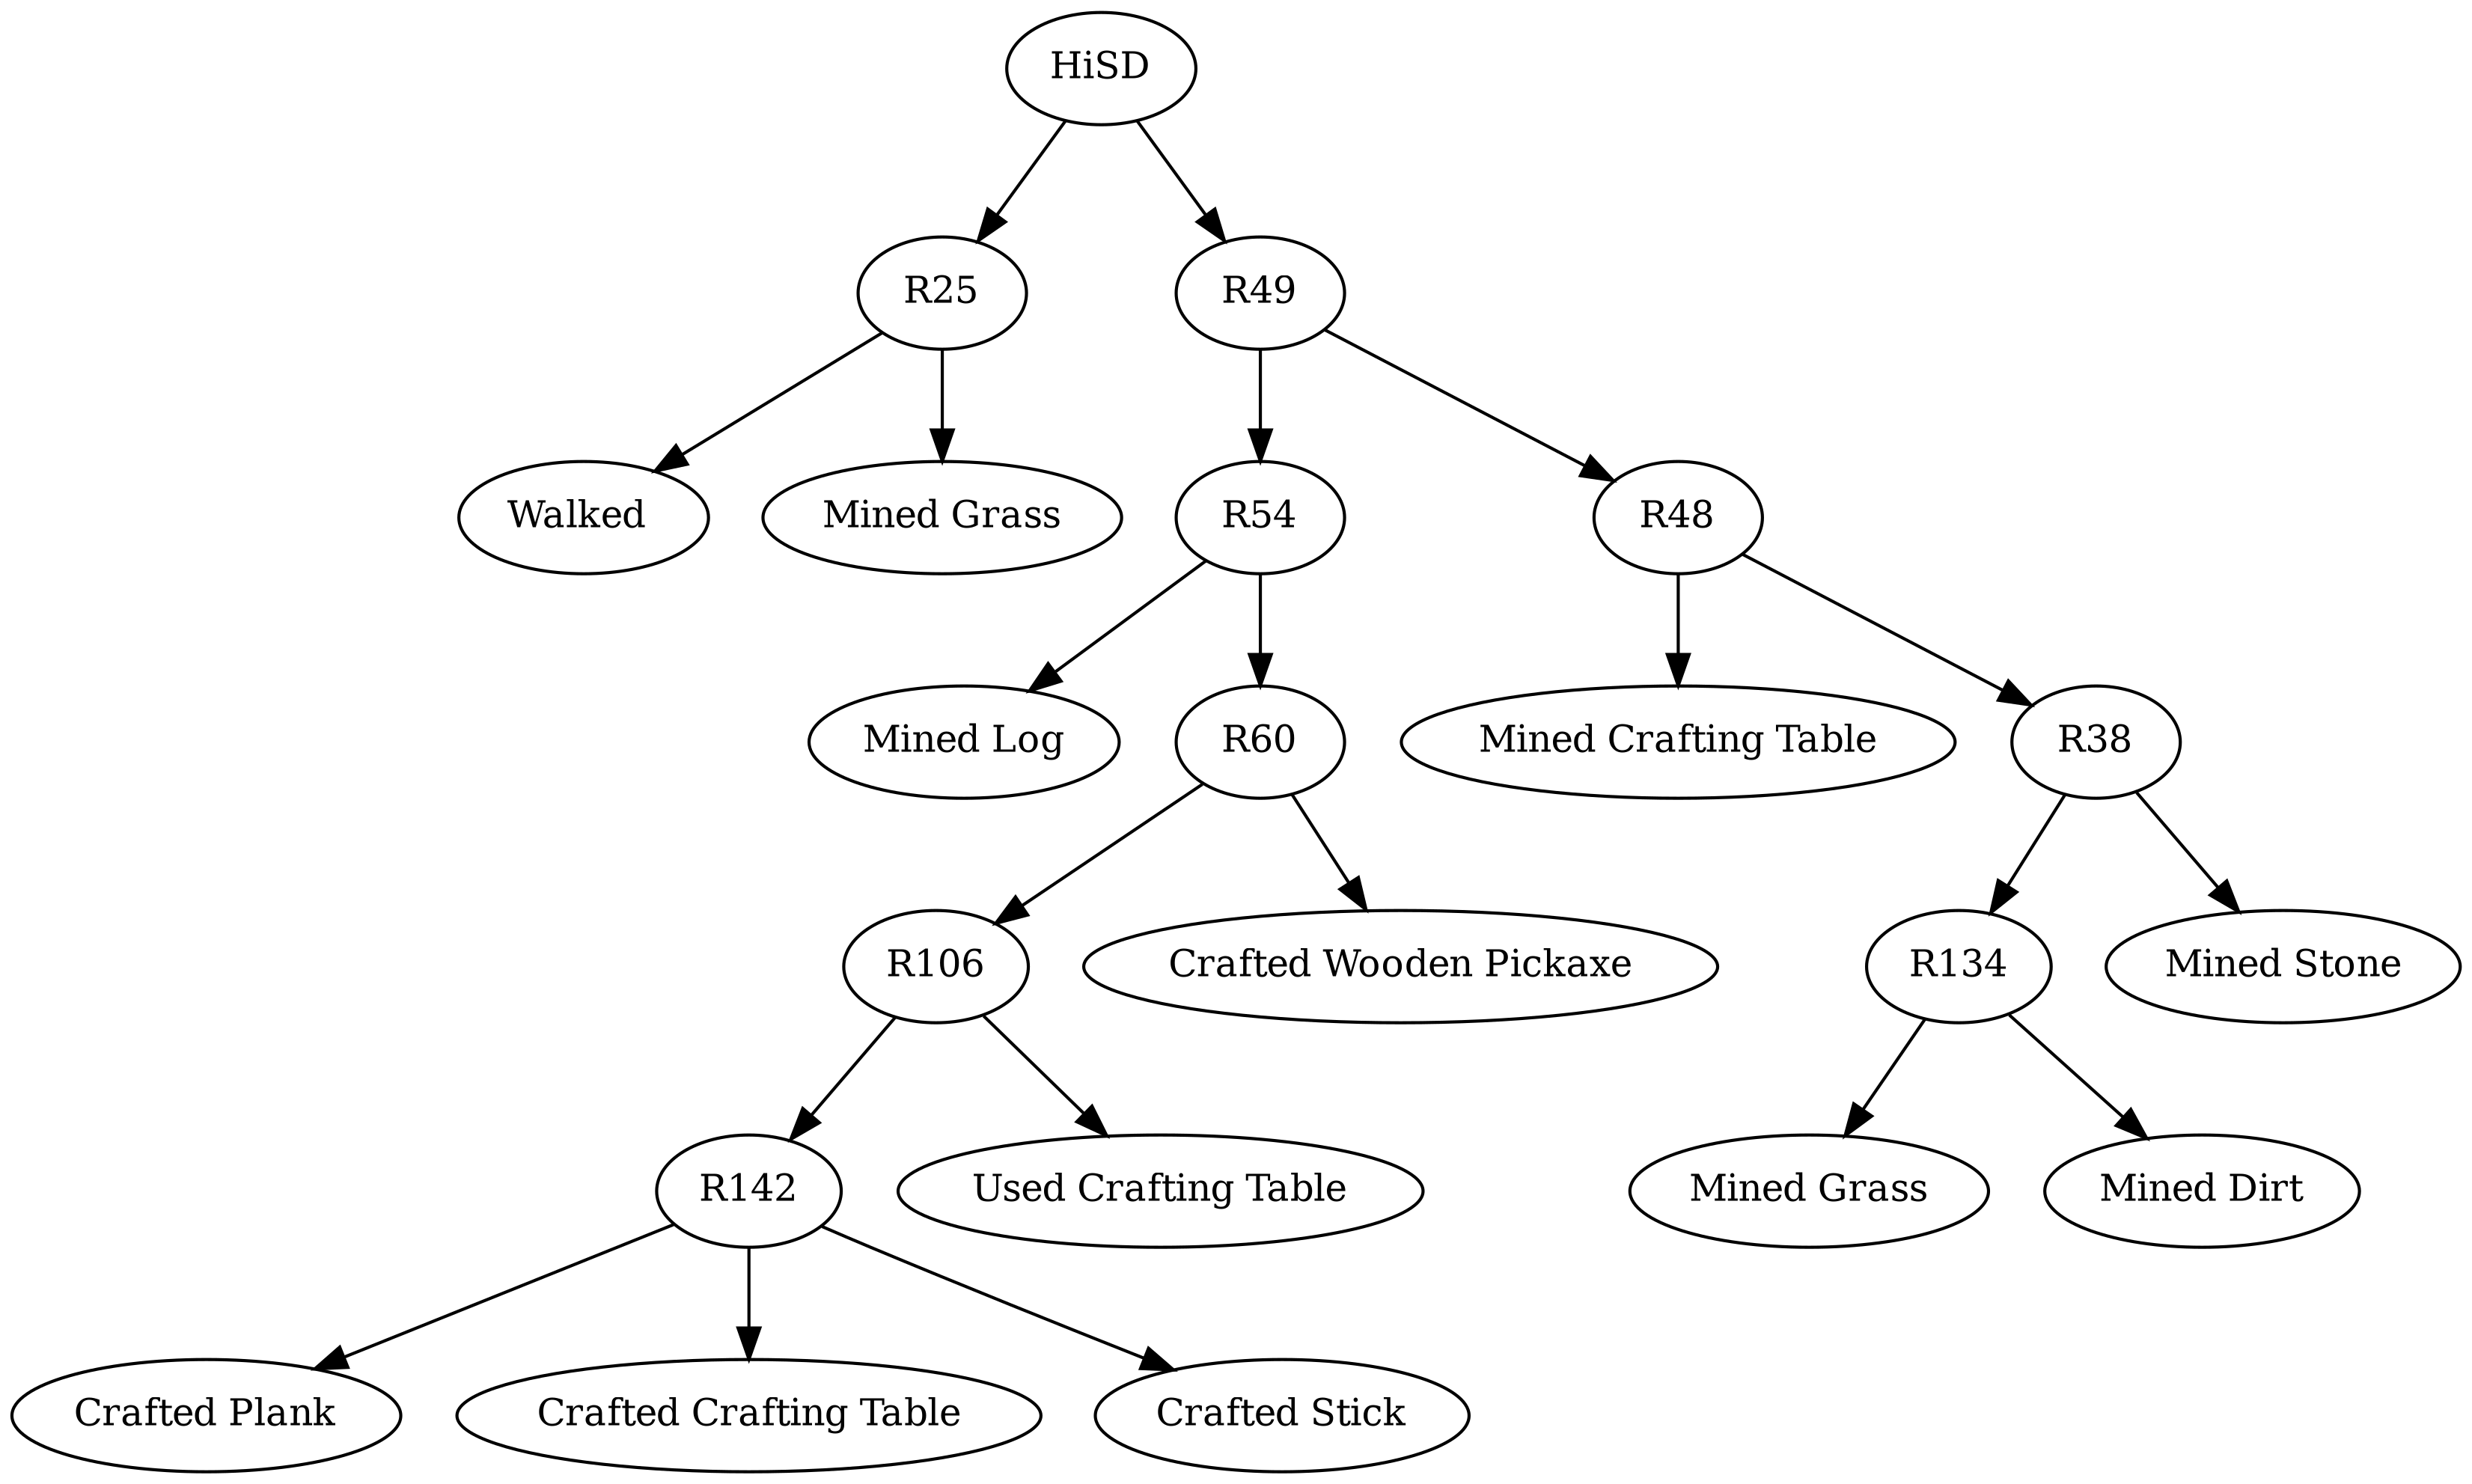 HiSD
R25
R49
Walked
Mined Grass
R54
R48
Mined Log
R60
Mined Crafting Table
R38
R106
Crafted Wooden Pickaxe
R134
Mined Stone
R142
Used Crafting Table
Mined Grass
Mined Dirt
Crafted Plank
Crafted Crafting Table
Crafted Stick